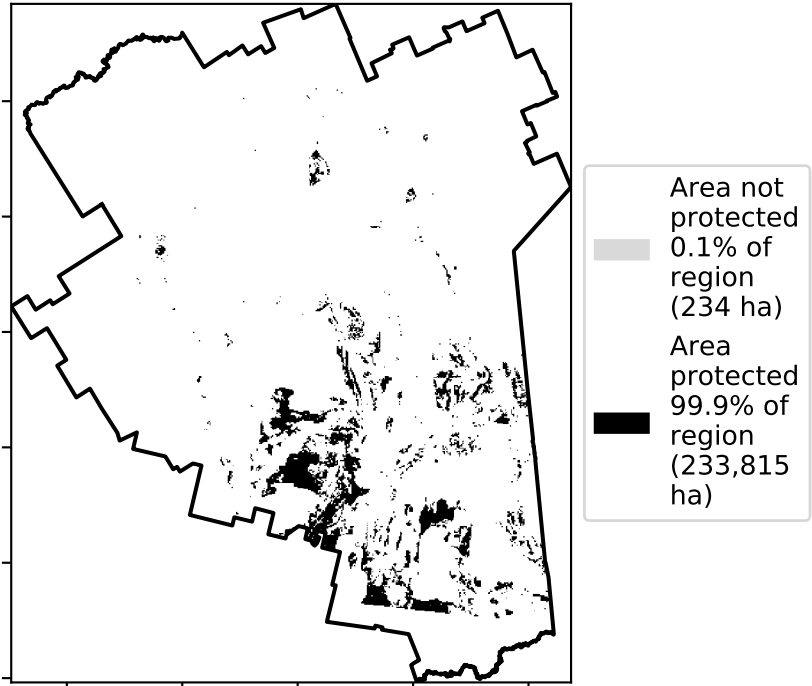 Area not
protected
0.1% of
region
(234 ha)
Area
protected
99.9% of
region
(233,815
ha)